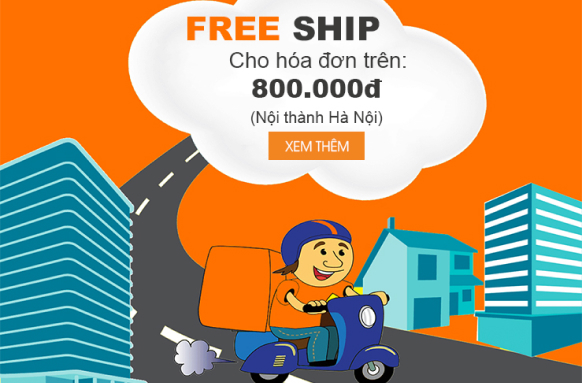 FREE SHIP
Cho hóa đơn trên:
800.000đ
(Nội thành Hà Nội)
XEM THÊM